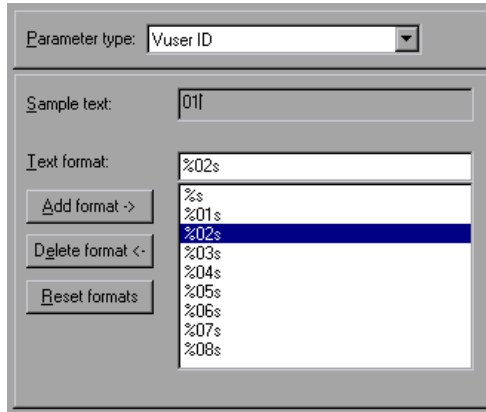 Parameter type: Vuser ID
Sample text: 01
Text format: %02s
Add format -> %s
%01s
Delete format <- %02s
%03s
Reset formats %04s
%05s
%06s
%07s
%08s